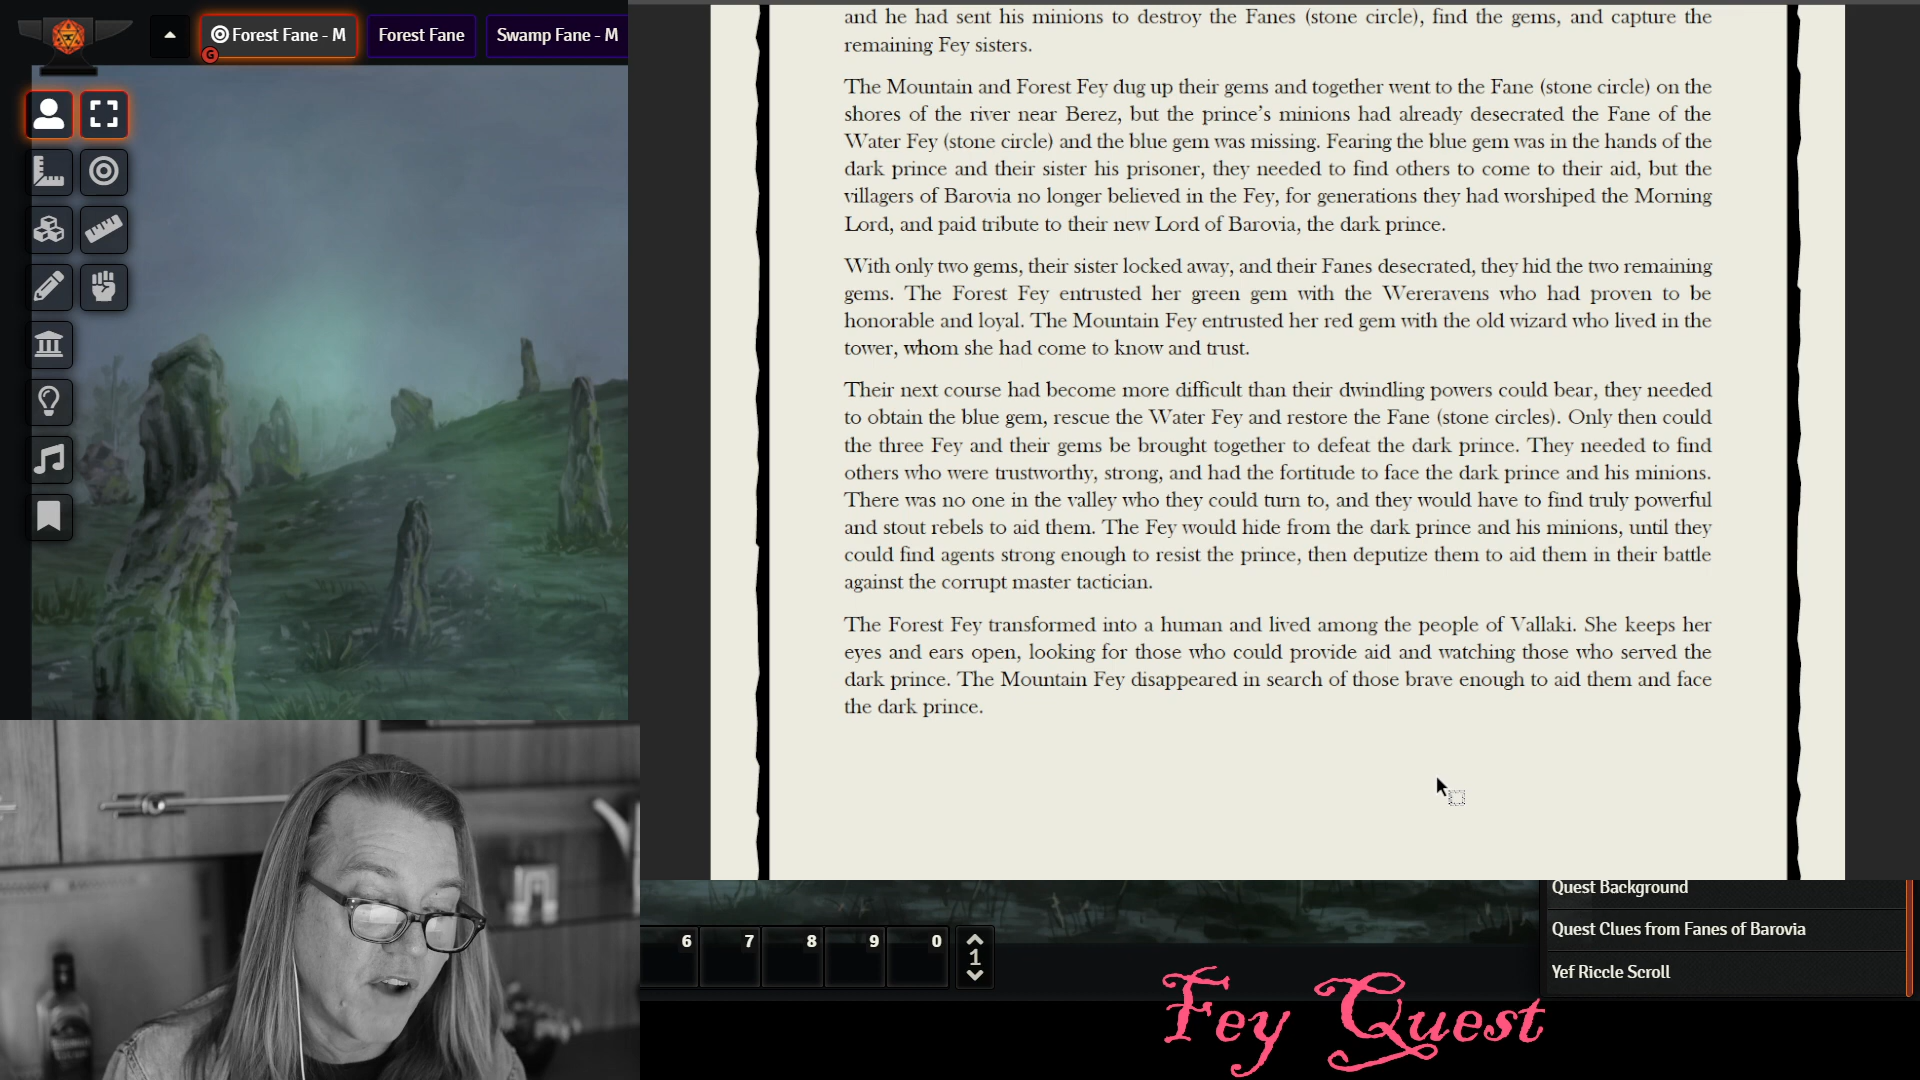 Forest Fane - M
G
Forest Fane
Swamp Fane - M
and he had sent his minions to destroy the Fanes (stone circle), find the gems, and capture the
remaining Fey sisters.
The Mountain and Forest Fey dug up their gems and together went to the Fane (stone circle) on the
shores of the river near Berez, but the prince's minions had already desecrated the Fane of the
Water Fey (stone circle) and the blue gem was missing. Fearing the blue gem was in the hands of the
dark prince and their sister his prisoner, they needed to find others to come to their aid, but the
villagers of Barovia no longer believed in the Fey, for generations they had worshiped the Morning
Lord, and paid tribute to their new Lord of Barovia, the dark prince.
With only two gems, their sister locked away, and their Fanes desecrated, they hid the two remaining
gems. The Forest Fey entrusted her green gem with the Wereravens who had proven to be
honorable and loyal. The Mountain Fey entrusted her red gem with the old wizard who lived in the
tower, whom she had come to know and trust.
Their next course had become more difficult than their dwindling powers could bear, they needed
to obtain the blue gem, rescue the Water Fey and restore the Fane (stone circles). Only then could
the three Fey and their gems be brought together to defeat the dark prince. They needed to find
others who were trustworthy, strong, and had the fortitude to face the dark prince and his minions.
There was no one in the valley who they could turn to, and they would have to find truly powerful
and stout rebels to aid them. The Fey would hide from the dark prince and his minions, until they
could find agents strong enough to resist the prince, then deputize them to aid them in their battle
against the corrupt master tactician.
The Forest Fey transformed into a human and lived among the people of Vallaki. She keeps her
eyes and ears open, looking for those who could provide aid and watching those who served the
dark prince. The Mountain Fey disappeared in search of those brave enough to aid them and face
the dark prince.
Quest Background
Quest Clues from Fanes of Barovia
Yef Riccle Scroll
6 7 8 9 0
1
Fey Quest